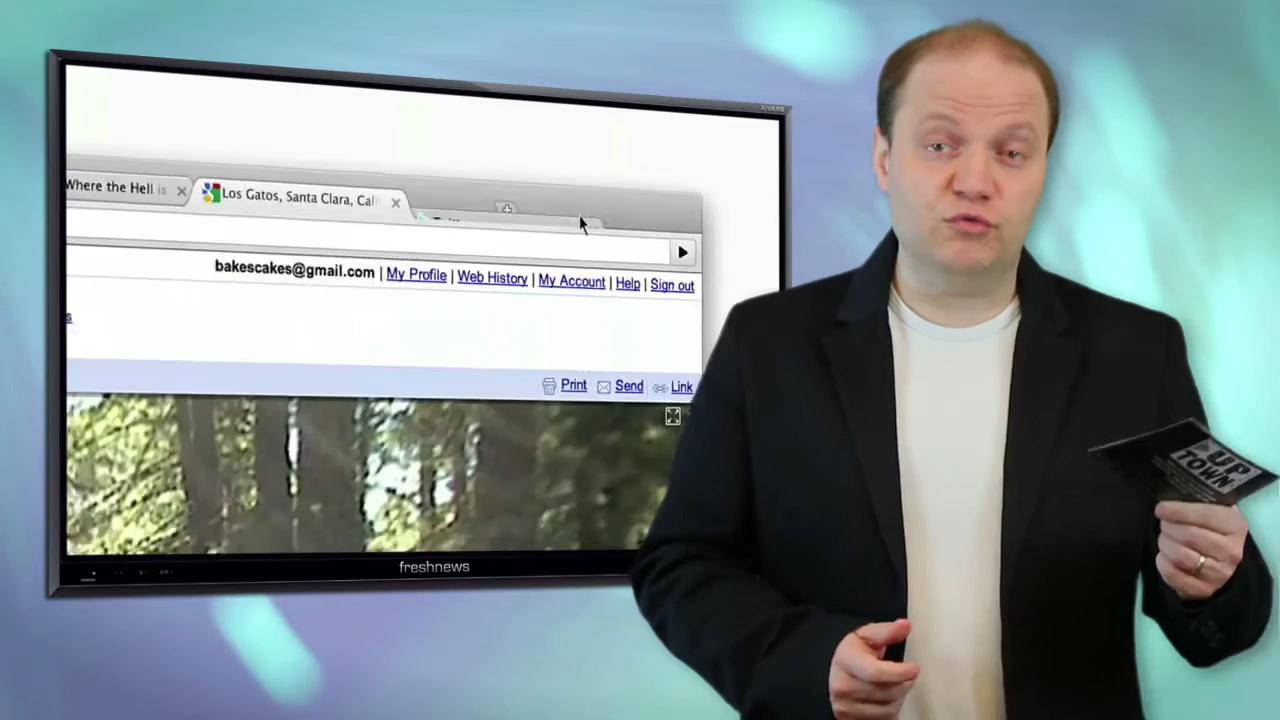 Where the Hell is
Los Gatos, Santa Clara, Cali
bakescakes@gmail.com | My Profile | Web History | My Account | Help | Sign out
s
Print Send Link
freshnews
UP
TOWN